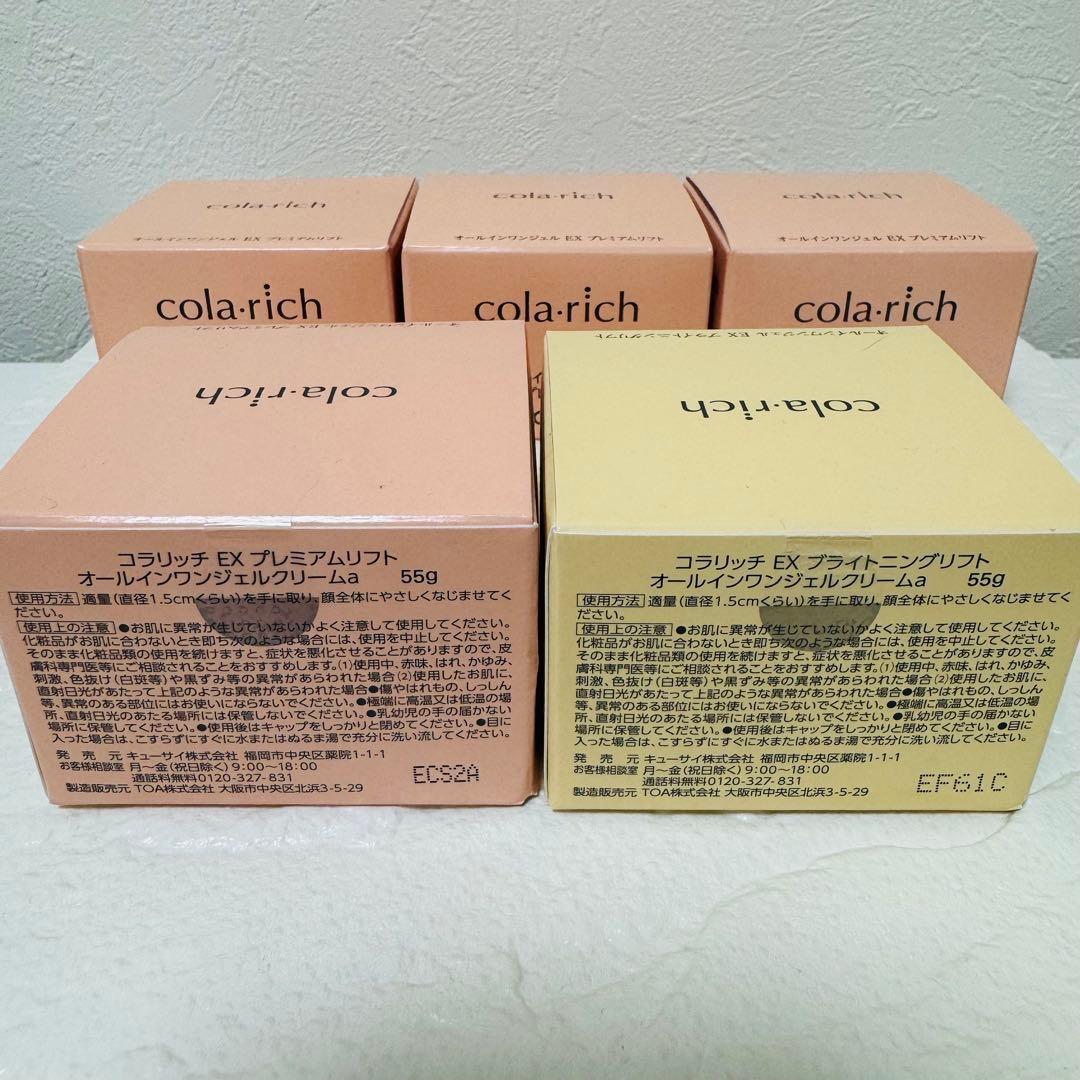 cola·rich
オールインワンジェル EX プレミアムリフト
cola·rich
cola·rich
オールインワンジェル EX プレミアムリフト
cola·rich
cola·rich
オールインワンジェル EX プレミアムリフト
cola·rich
オールインワンジェル EX プレミアムリフト
cola·rich
コラリッチ EX プレミアムリフト
オールインワンジェルクリームa 55g
使用方法 適量(直径1.5cmくらい)を手に取り、顔全体にやさしくなじませてく
ださい。
使用上の注意 ●お肌に異常が生じていないかよく注意して使用してください。
化粧品がお肌に合わないとき即ち次のような場合には、使用を中止してください。
そのまま化粧品類の使用を続けますと、症状を悪化させることがありますので、皮
膚科専門医等にご相談されることをおすすめします。(1)使用中、赤味、はれ、かゆみ、
刺激、色抜け(白斑等)や黒ずみ等の異常があらわれた場合(2)使用したお肌に、
直射日光があたって上記のような異常があらわれた場合●傷やはれもの、しっしん
等、異常のある部位にはお使いにならないでください。●極端に高温又は低温の場
所、直射日光のあたる場所には保管しないでください。●乳幼児の手の届かない
場所に保管してください。●使用後はキャップをしっかりと閉めてください。●目に
入った場合は、こすらずにすぐに水またはぬるま湯で充分に洗い流してください。
発売元 キューサイ株式会社 福岡市中央区薬院1-1-1
お客様相談室 月〜金(祝日除く)9:00〜18:00
通話料無料0120-327-831
製造販売元 TOA株式会社 大阪市中央区北浜3-5-29
ECS2A
オールインワンジェル EX ブライトニングリフト
cola·rich
コラリッチ EX ブライトニングリフト
オールインワンジェルクリームa 55g
使用方法 適量(直径1.5cmくらい)を手に取り、顔全体にやさしくなじませてく
ださい。
使用上の注意 ●お肌に異常が生じていないかよく注意して使用してください。
化粧品がお肌に合わないとき即ち次のような場合には、使用を中止してください。
そのまま化粧品類の使用を続けますと、症状を悪化させることがありますので、皮
膚科専門医等にご相談されることをおすすめします。(1)使用中、赤味、はれ、かゆみ、
刺激、色抜け(白斑等)や黒ずみ等の異常があらわれた場合(2)使用したお肌に、
直射日光があたって上記のような異常があらわれた場合●傷やはれもの、しっしん
等、異常のある部位にはお使いにならないでください。●極端に高温又は低温の場
所、直射日光のあたる場所には保管しないでください。●乳幼児の手の届かない
場所に保管してください。●使用後はキャップをしっかりと閉めてください。●目に
入った場合は、こすらずにすぐに水またはぬるま湯で充分に洗い流してください。
発売元 キューサイ株式会社 福岡市中央区薬院1-1-1
お客様相談室 月〜金(祝日除く)9:00〜18:00
通話料無料0120-327-831
製造販売元 TOA株式会社 大阪市中央区北浜3-5-29
EF61C